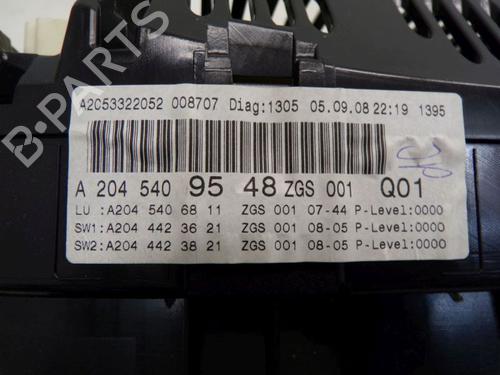 A2C53322052 008707 Diag:1305 05.09.08 22:19 1395
A 204 540 95 48 ZGS 001 Q01
LU :A204 540 68 11 ZGS 001 07-44 P-Level:0000
SW1:A204 442 36 21 ZGS 001 08-05 P-Level:0000
SW2:A204 442 38 21 ZGS 001 08-05 P-Level:0000
B-PARTS